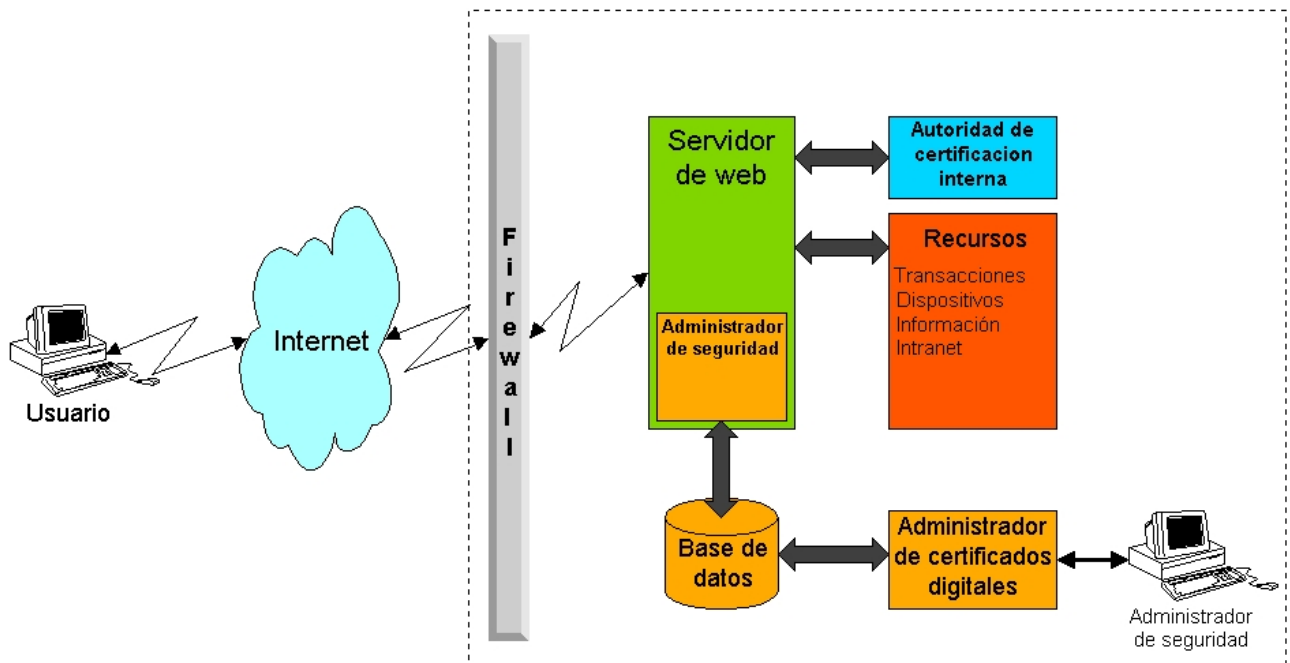 Usuario
Internet
Firewall
Servidor
de web
Administrador
de seguridad
Autoridad de
certificacion
interna
Recursos
Transacciones
Dispositivos
Información
Intranet
Base de
datos
Administrador
de certificados
digitales
Administrador
de seguridad